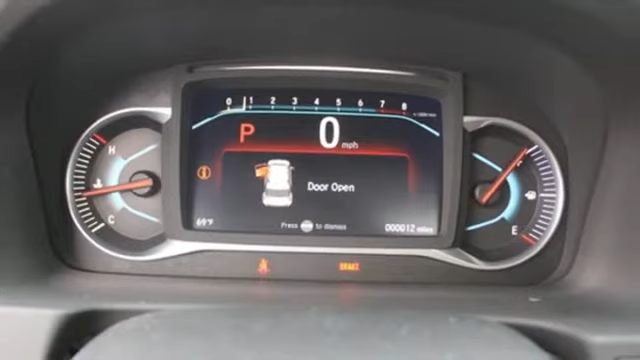 0 1 2 3 4 5 6 7 8
P 0 mph
H
C
Door Open
E
69°F
Press to dismiss
000012 miles
BRAKE